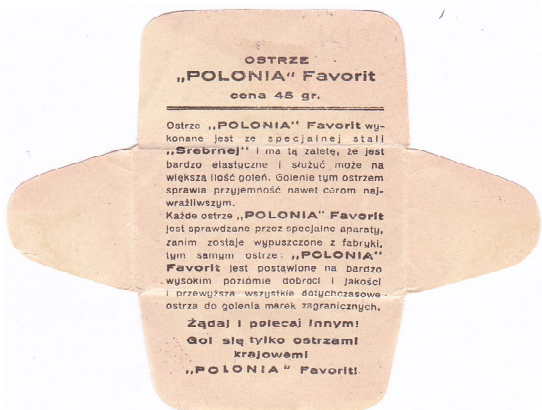 OSTRZE
„POLONIA" Favorit
cena 45 gr.
Ostrze „POLONIA" Favorit wy-
konane jest ze specjalnej stali
„Srebrnej" i ma tą zaletę, że jest
bardzo elastyczne i służyć może na
większą ilość goleń. Golenie tym ostrzem
sprawia przyjemność nawet cerom naj-
wrażliwszym.
Każde ostrze „POLONIA" Favorit
jest sprawdzane przez specjalne aparaty,
zanim zostaje wypuszczone z fabryki,
tym samym ostrze: „POLONIA"
Favorit jest postawione na bardzo
wysokim poziomie dobroci i jakości
i przewyższa wszystkie dotychczasowe
ostrza do golenia marek zagranicznych.
Żądaj i polecaj innym!
Gol się tylko ostrzami
krajowemi
„POLONIA" Favorit!